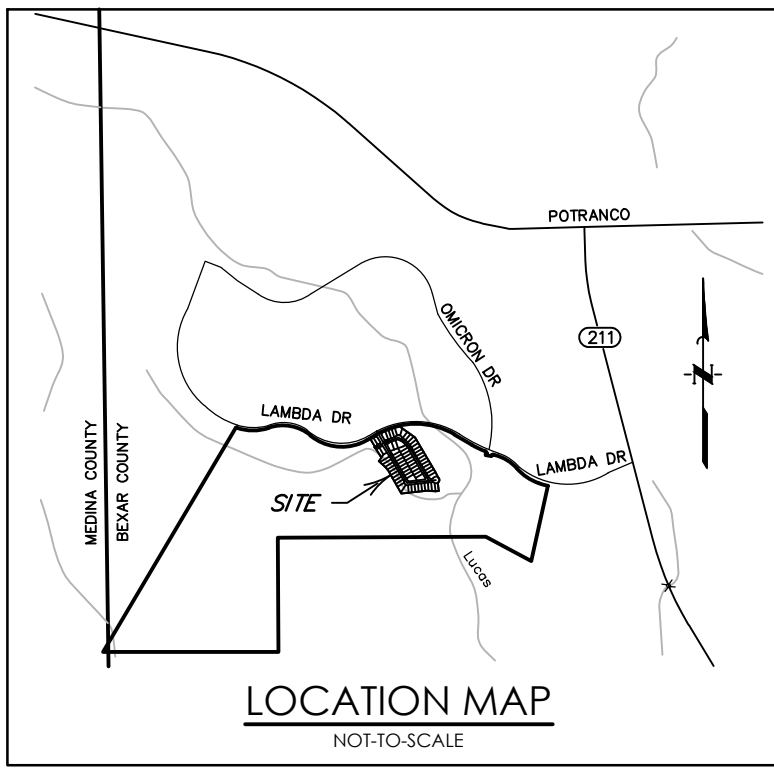 POTRANCO
OMICRON DR
211
N
LAMBDA DR
LAMBDA DR
MEDINA COUNTY
BEXAR COUNTY
SITE
Lucas
LOCATION MAP
NOT-TO-SCALE